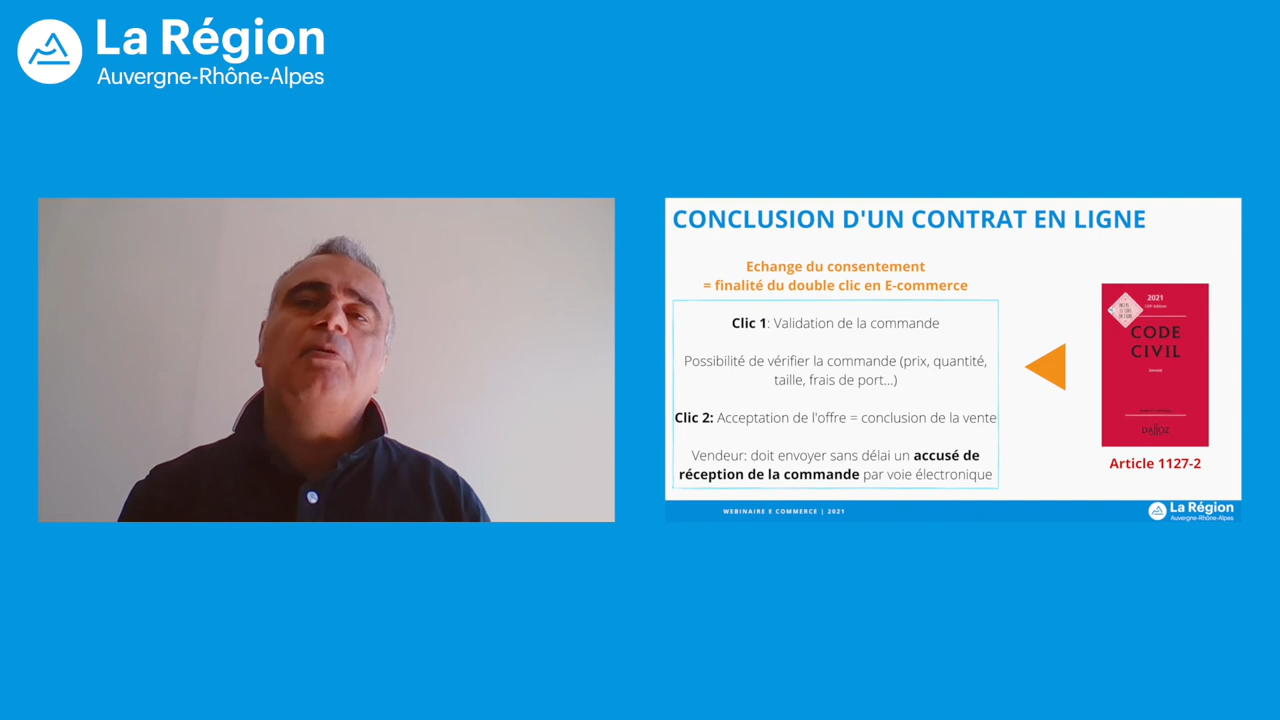 La Région
Auvergne-Rhône-Alpes
CONCLUSION D'UN CONTRAT EN LIGNE
Echange du consentement
= finalité du double clic en E-commerce
Clic 1: Validation de la commande
Possibilité de vérifier la commande (prix, quantité,
taille, frais de port...)
Clic 2: Acceptation de l'offre = conclusion de la vente
Vendeur: doit envoyer sans délai un accusé de
réception de la commande par voie électronique
2021
CODE
CIVIL
DALLOZ
Article 1127-2
WEBINAIRE E COMMERCE | 2021
La Région
Auvergne-Rhône-Alpes